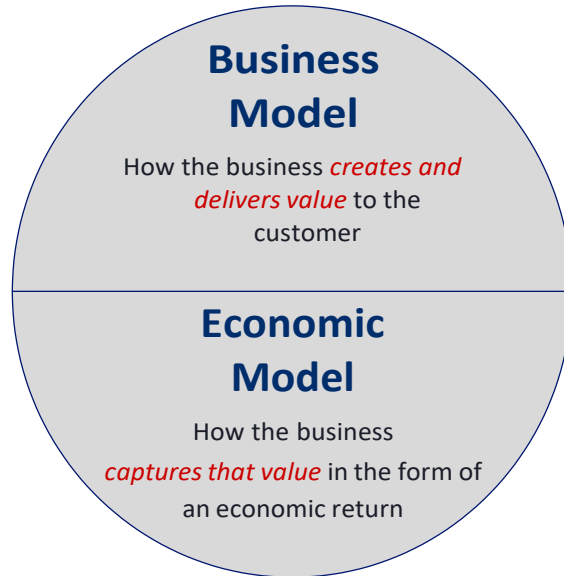 Business
Model
How the business creates and
delivers value to the
customer
Economic
Model
How the business
captures that value in the form of
an economic return